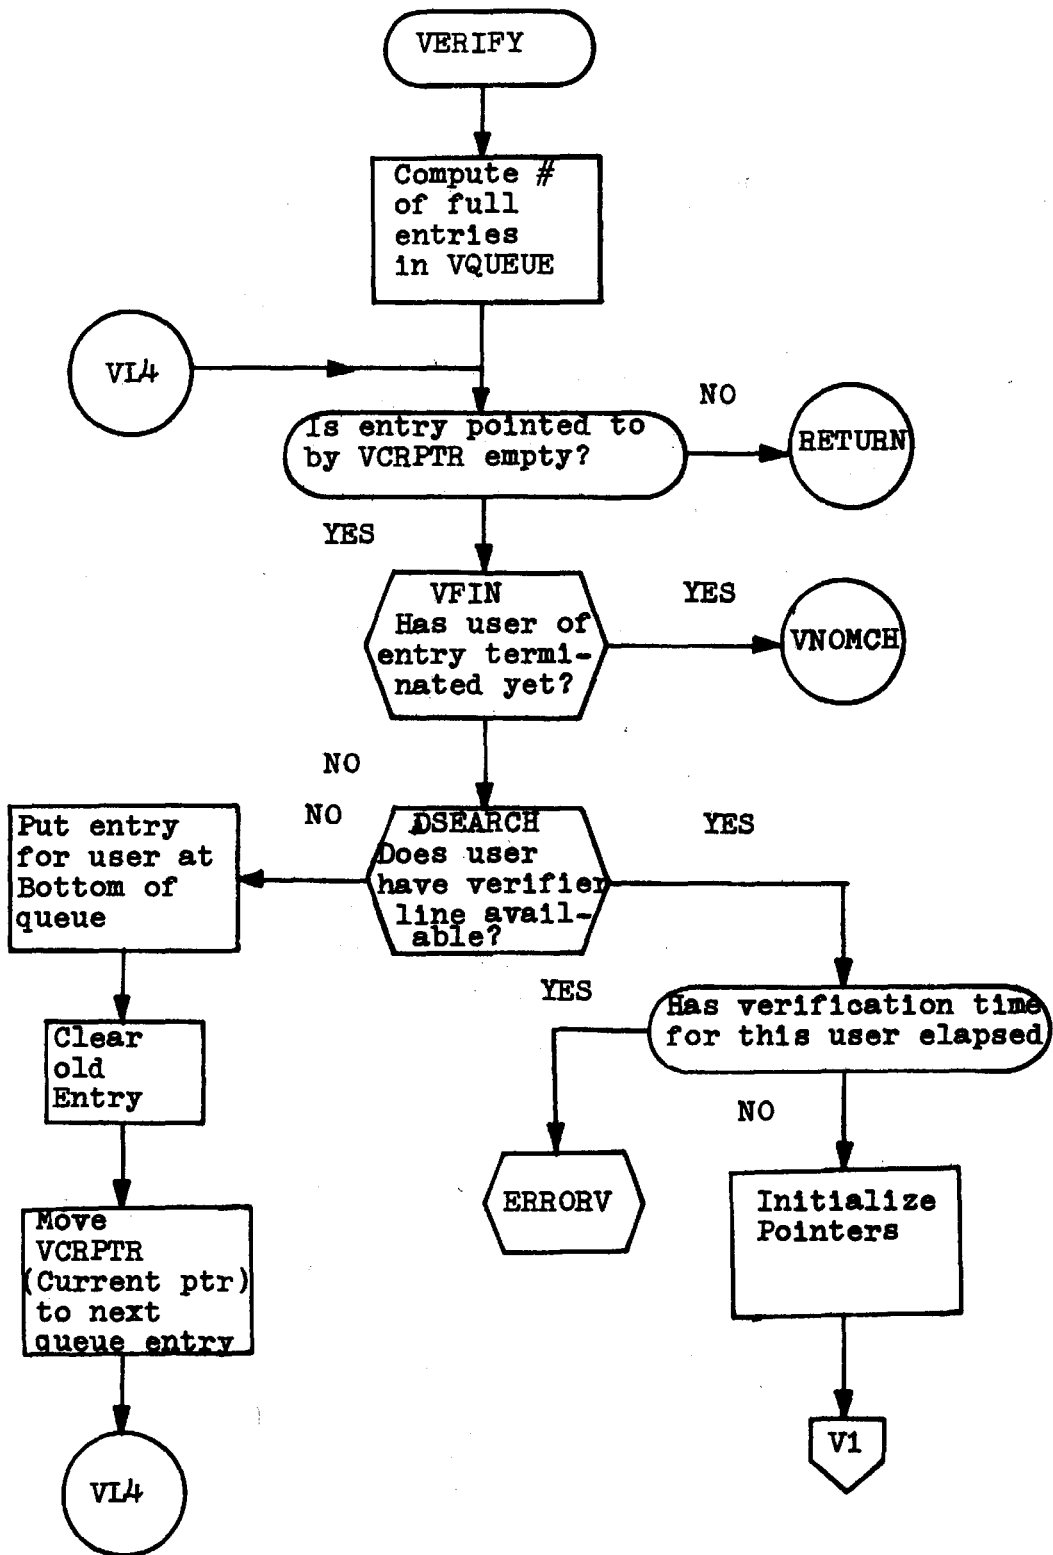 VERIFY
Compute #
of full
entries
in VQUEUE
VL4
Is entry pointed to
by VCRPTR empty?
NO
RETURN
YES
VFIN
Has user of
entry termi-
nated yet?
YES
VNOMCH
NO
NO
DSEARCH
Does user
have verifier
line avail-
able?
YES
Put entry
for user at
Bottom of
queue
YES
Has verification time
for this user elapsed
Clear
old
Entry
NO
ERRORV
Initialize
Pointers
Move
VCRPTR
(Current ptr)
to next
queue entry
V1
VL4